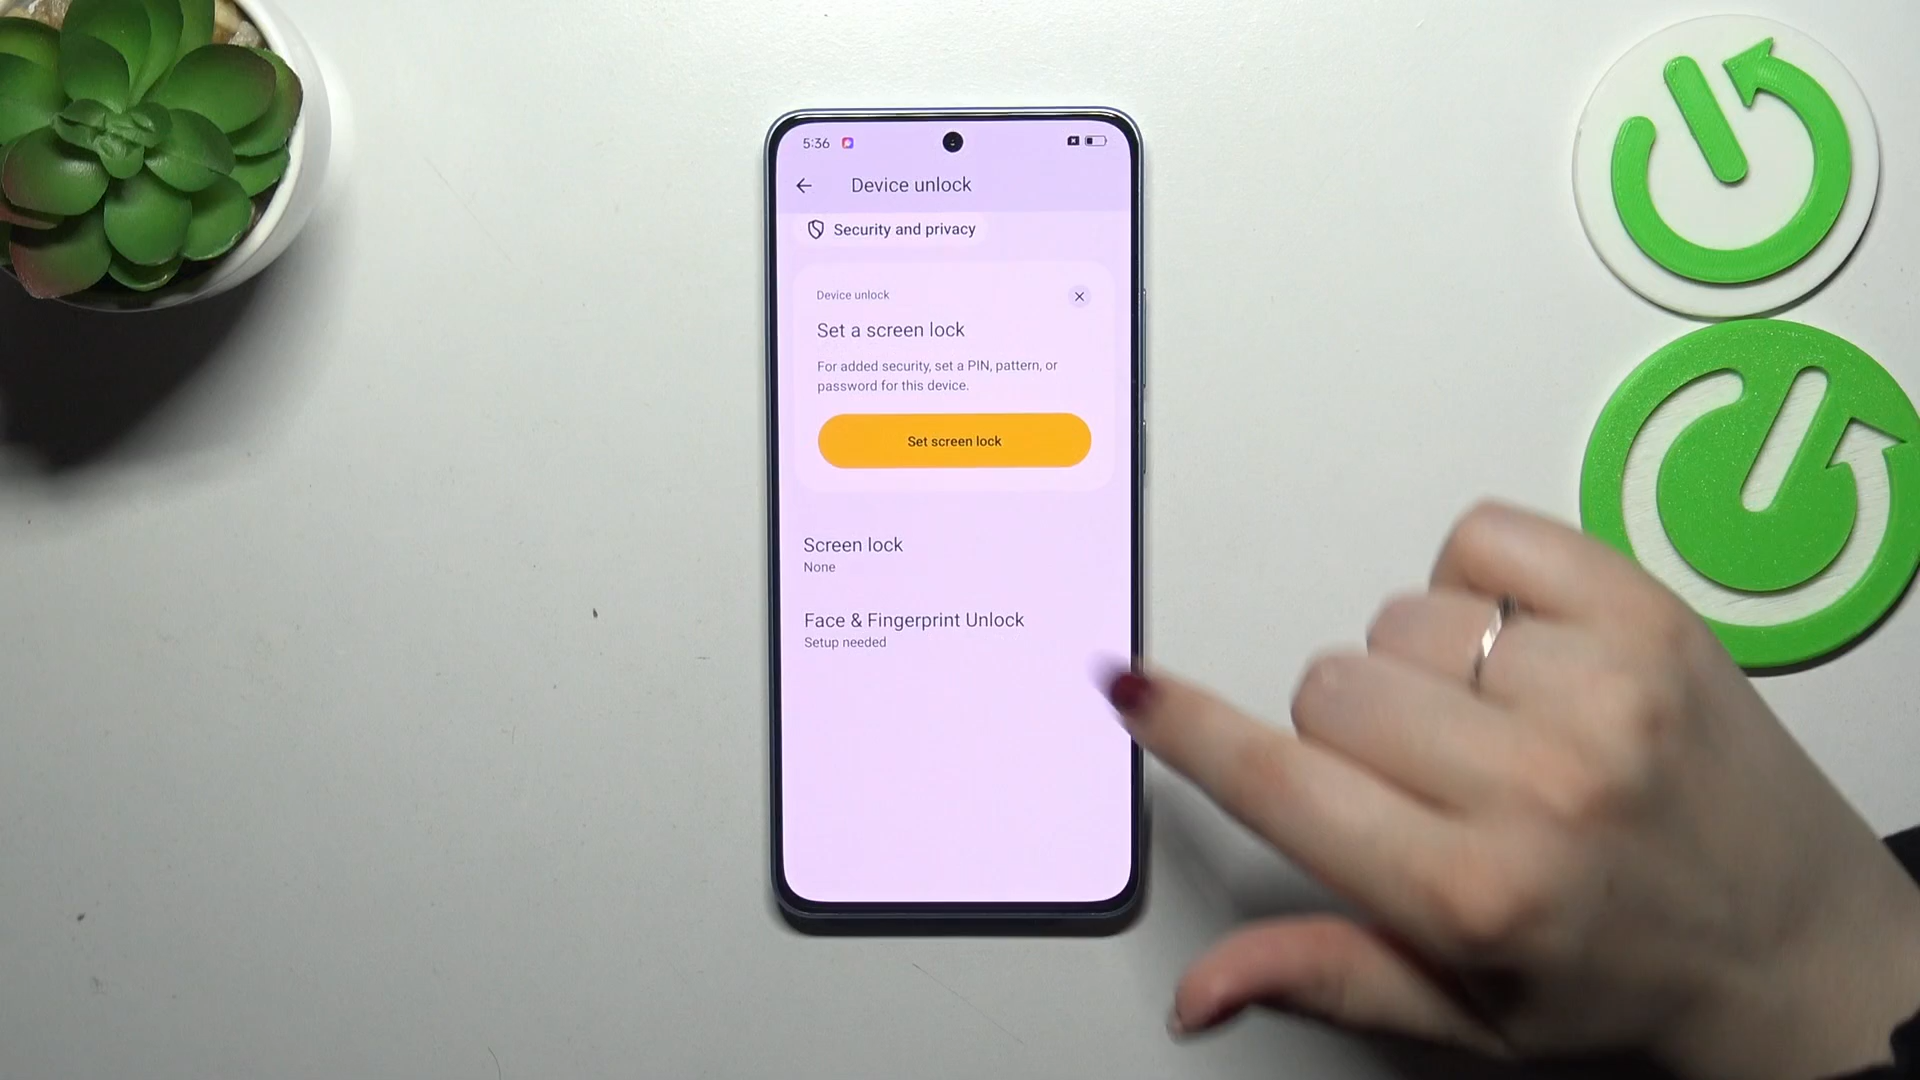 5:36
Device unlock
Security and privacy
Device unlock
Set a screen lock
For added security, set a PIN, pattern, or
password for this device.
Set screen lock
Screen lock
None
Face & Fingerprint Unlock
Setup needed